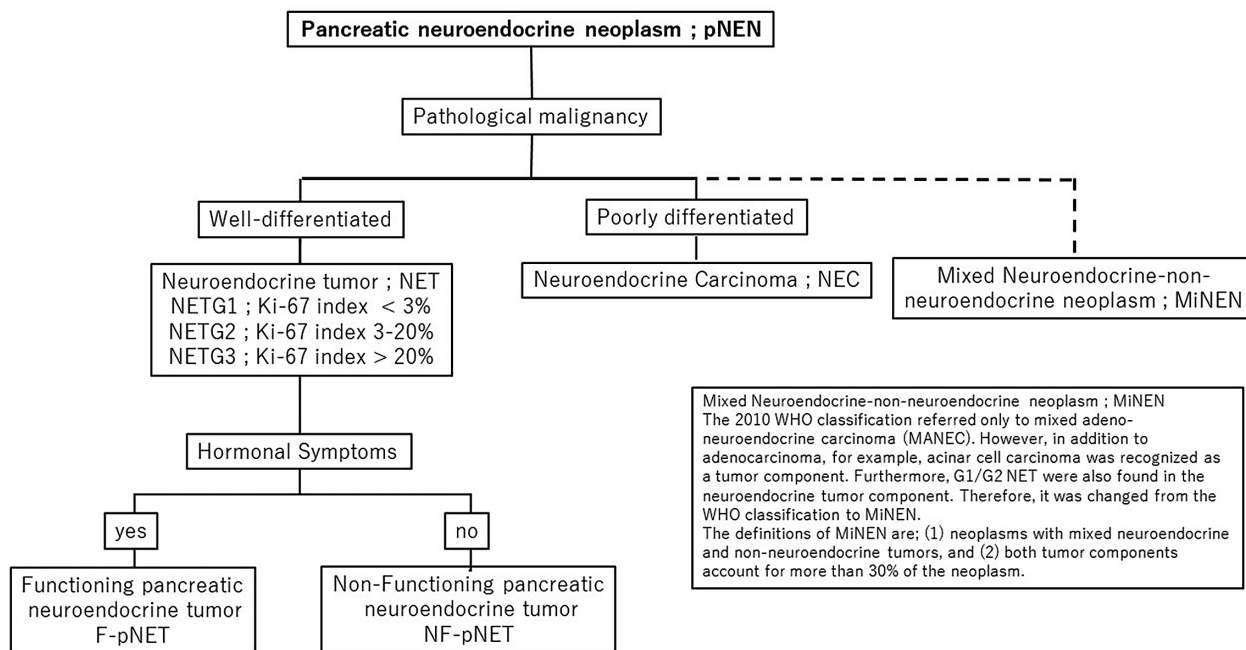 Pancreatic neuroendocrine neoplasm ; pNEN
Pathological malignancy
Well-differentiated
Poorly differentiated
Neuroendocrine tumor ; NET
NETG1 ; Ki-67 index < 3%
NETG2 ; Ki-67 index 3-20%
NETG3 ; Ki-67 index > 20%
Neuroendocrine Carcinoma ; NEC
Mixed Neuroendocrine-non-
neuroendocrine neoplasm ; MiNEN
Hormonal Symptoms
yes
no
Functioning pancreatic
neuroendocrine tumor
F-pNET
Non-Functioning pancreatic
neuroendocrine tumor
NF-pNET
Mixed Neuroendocrine-non-neuroendocrine neoplasm ; MiNEN
The 2010 WHO classification referred only to mixed adeno-
neuroendocrine carcinoma (MANEC). However, in addition to
adenocarcinoma, for example, acinar cell carcinoma was recognized as
a tumor component. Furthermore, G1/G2 NET were also found in the
neuroendocrine tumor component. Therefore, it was changed from the
WHO classification to MiNEN.
The definitions of MiNEN are; (1) neoplasms with mixed neuroendocrine
and non-neuroendocrine tumors, and (2) both tumor components
account for more than 30% of the neoplasm.